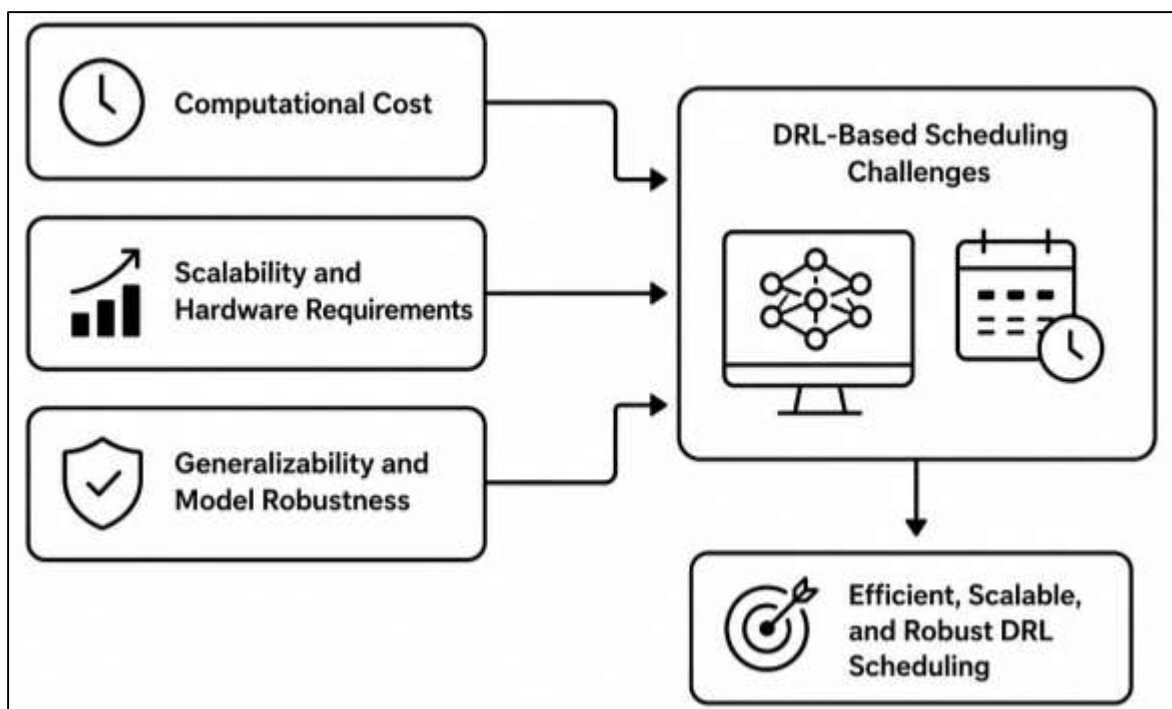 Computational Cost
Scalability and
Hardware Requirements
Generalizability and
Model Robustness
DRL-Based Scheduling
Challenges
Efficient, Scalable,
and Robust DRL
Scheduling